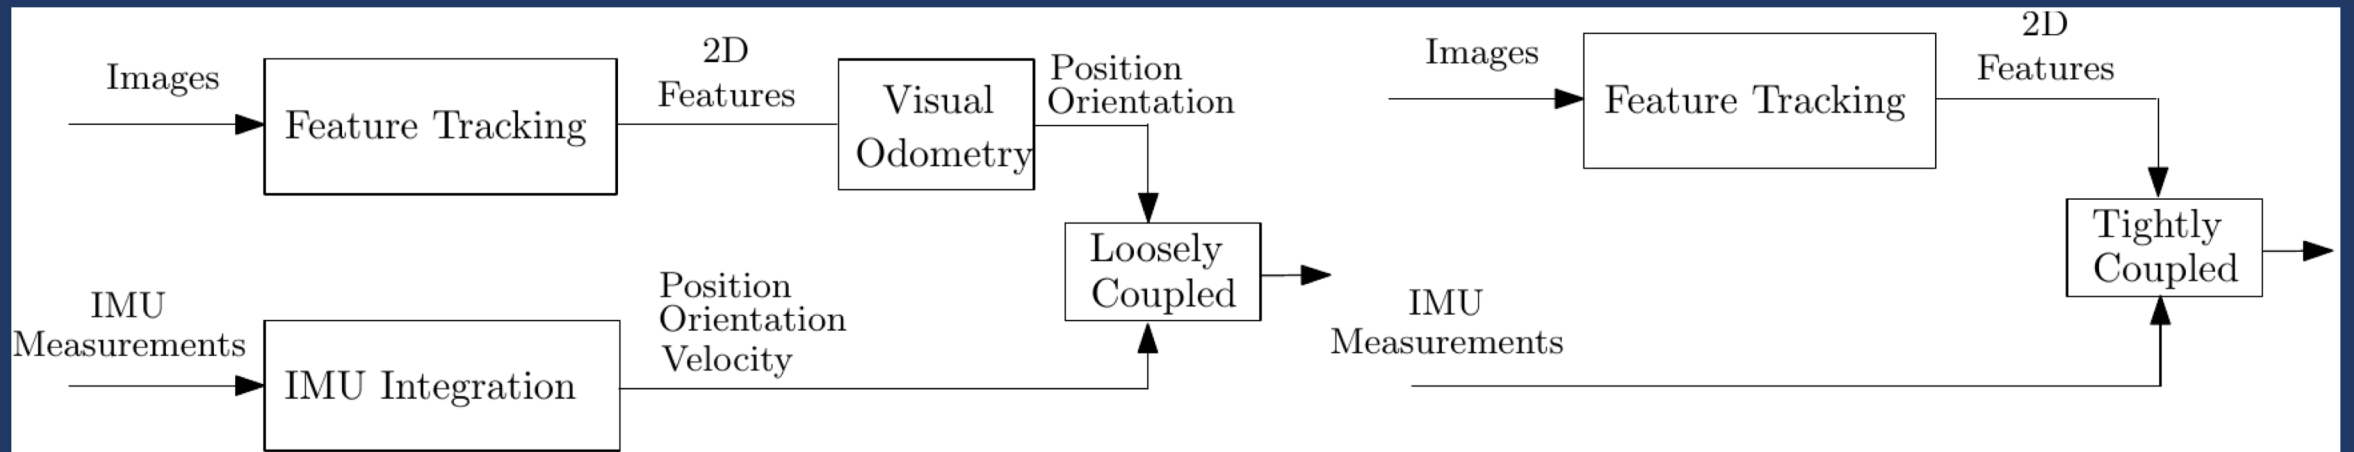 Images
Feature Tracking
2D
Features
Visual
Odometry
Position
Orientation
Loosely
Coupled
IMU
Measurements
IMU Integration
Position
Orientation
Velocity
Images
Feature Tracking
2D
Features
Tightly
Coupled
IMU
Measurements